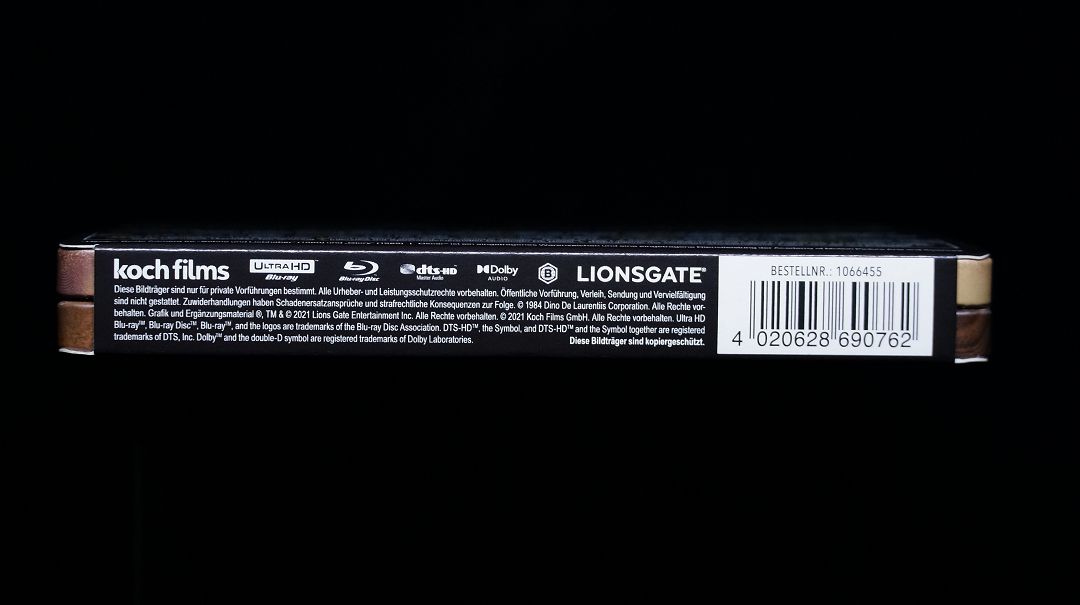 koch films ULTRA HD Blu-ray Blu-ray Disc dts-HD Master Audio Dolby AUDIO B LIONSGATE®
Diese Bildträger sind nur für private Vorführungen bestimmt. Alle Urheber- und Leistungsschutzrechte vorbehalten. Öffentliche Vorführung, Verleih, Sendung und Vervielfältigung
sind nicht gestattet. Zuwiderhandlungen haben Schadenersatzansprüche und strafrechtliche Konsequenzen zur Folge. © 1984 Dino De Laurentiis Corporation. Alle Rechte vor-
behalten. Grafik und Ergänzungsmaterial ®, TM & © 2021 Lions Gate Entertainment Inc. Alle Rechte vorbehalten. © 2021 Koch Films GmbH. Alle Rechte vorbehalten. Ultra HD
Blu-ray™, Blu-ray Disc™, Blu-ray™, and the logos are trademarks of the Blu-ray Disc Association. DTS-HD™, the Symbol, and DTS-HD™ and the Symbol together are registered
trademarks of DTS, Inc. Dolby™ and the double-D symbol are registered trademarks of Dolby Laboratories.
Diese Bildträger sind kopiergeschützt.
BESTELLNR.: 1066455
4 020628 690762